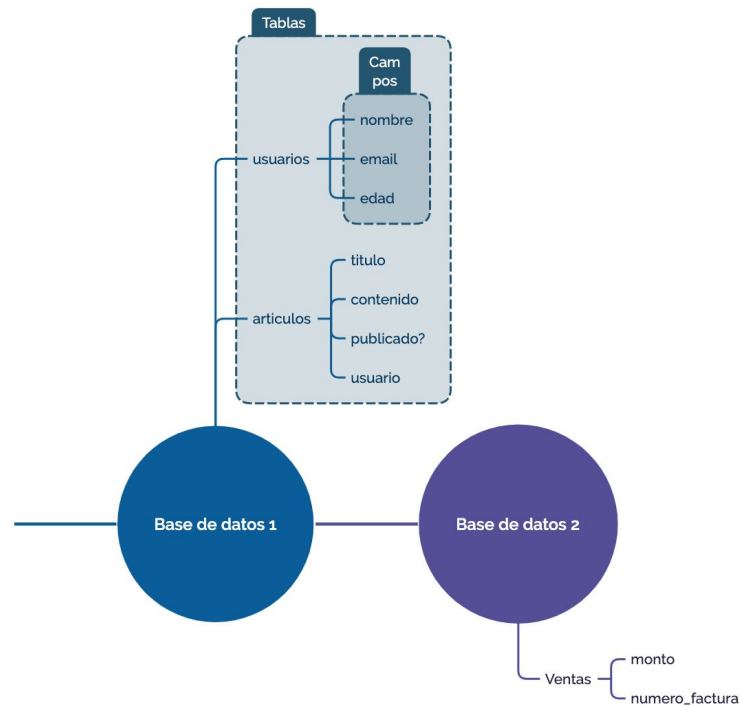 Tablas
Cam
pos
nombre
usuarios
email
edad
titulo
contenido
articulos
publicado?
usuario
Base de datos 1
Base de datos 2
monto
Ventas
numero_factura